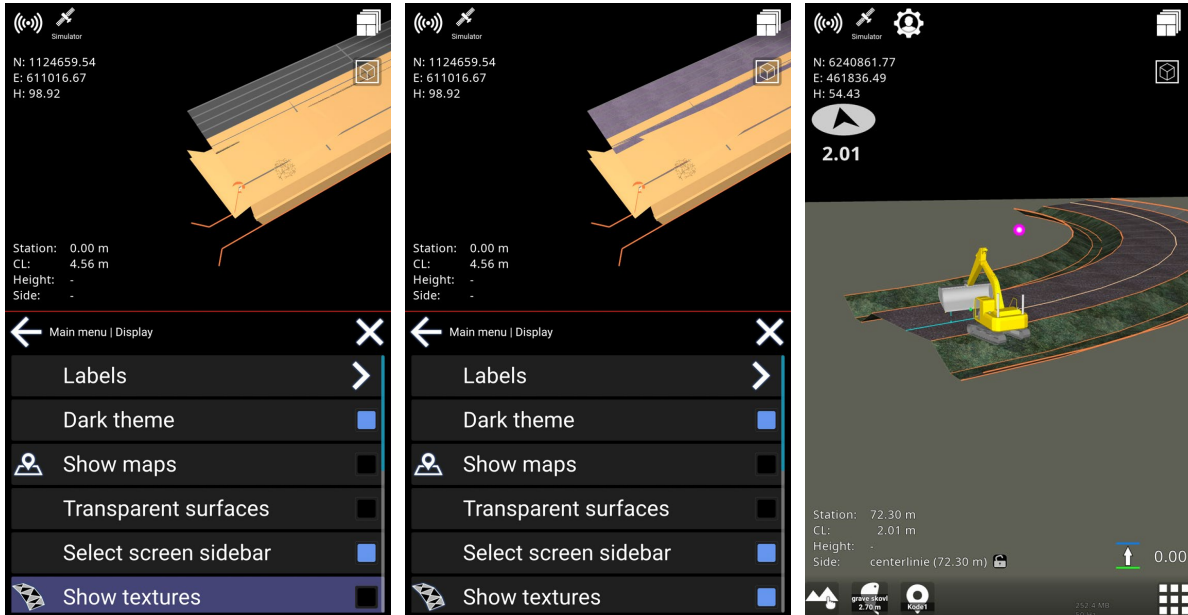 Simulator
N: 1124659.54
E: 611016.67
H: 98.92
Station: 0.00 m
CL: 4.56 m
Height: -
Side: -
Main menu | Display
Labels
Dark theme
Show maps
Transparent surfaces
Select screen sidebar
Show textures
Simulator
N: 1124659.54
E: 611016.67
H: 98.92
Station: 0.00 m
CL: 4.56 m
Height: -
Side: -
Main menu | Display
Labels
Dark theme
Show maps
Transparent surfaces
Select screen sidebar
Show textures
Simulator
N: 6240861.77
E: 461836.49
H: 54.43
2.01
Station: 72.30 m
CL: 2.01 m
Height: -
Side: centerlinie (72.30 m)
0.00
grave skovl
2.70 m
Kode1
252.4 MB